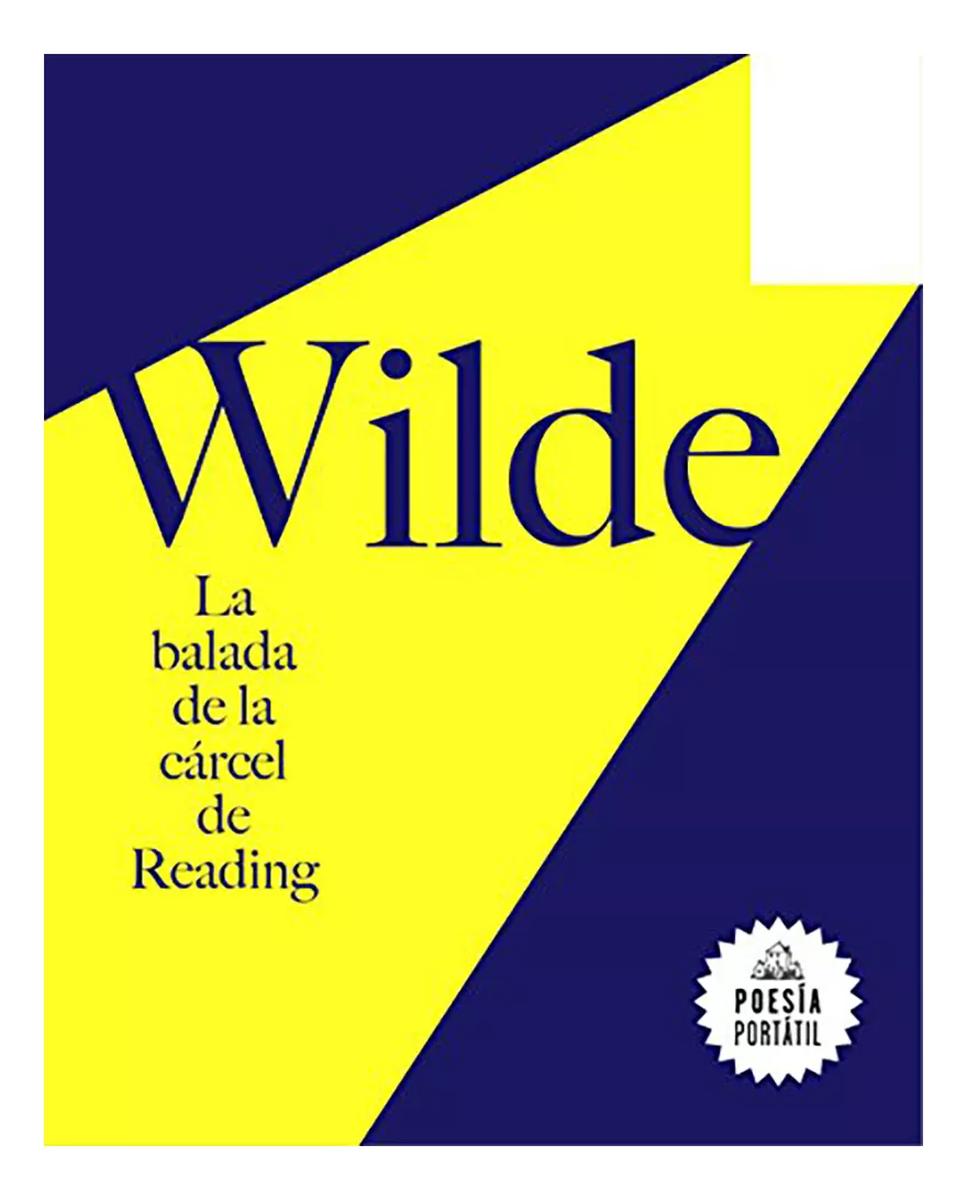 Wilde
La
balada
de la
cárcel
de
Reading
POESÍA
PORTÁTIL